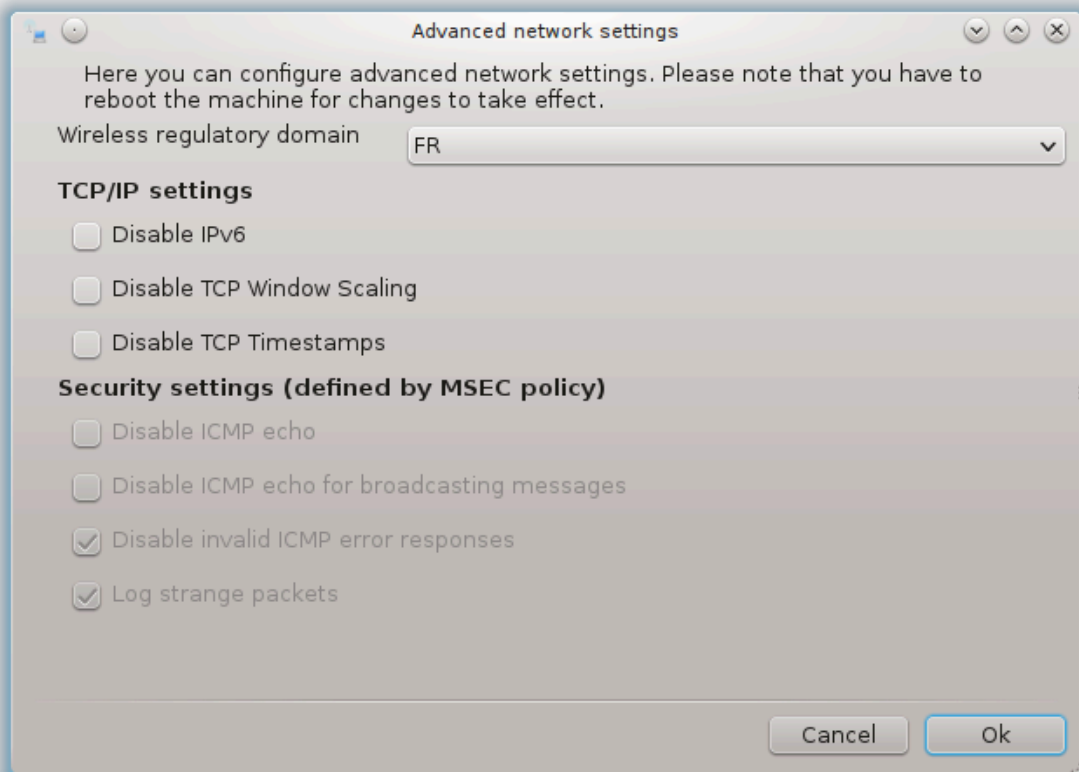 Advanced network settings
Here you can configure advanced network settings. Please note that you have to
reboot the machine for changes to take effect.
Wireless regulatory domain
FR
TCP/IP settings
Disable IPv6
Disable TCP Window Scaling
Disable TCP Timestamps
Security settings (defined by MSEC policy)
Disable ICMP echo
Disable ICMP echo for broadcasting messages
Disable invalid ICMP error responses
Log strange packets
Cancel
Ok